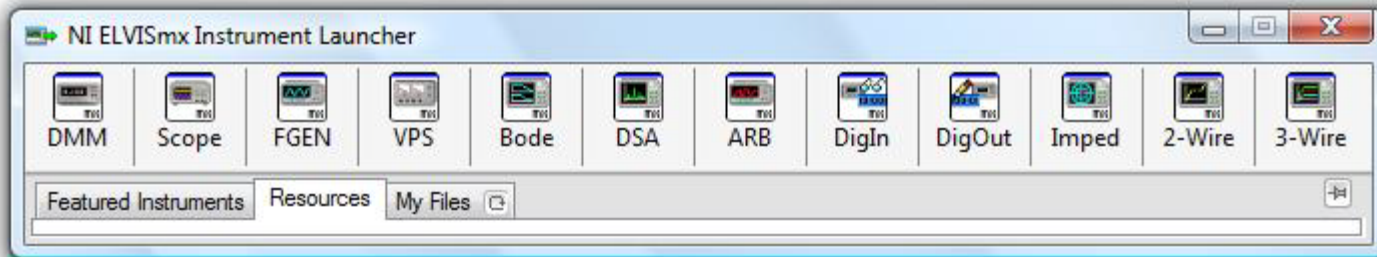 NI ELVISmx Instrument Launcher
DMM Scope FGEN VPS Bode DSA ARB DigIn DigOut Imped 2-Wire 3-Wire
Featured Instruments Resources My Files